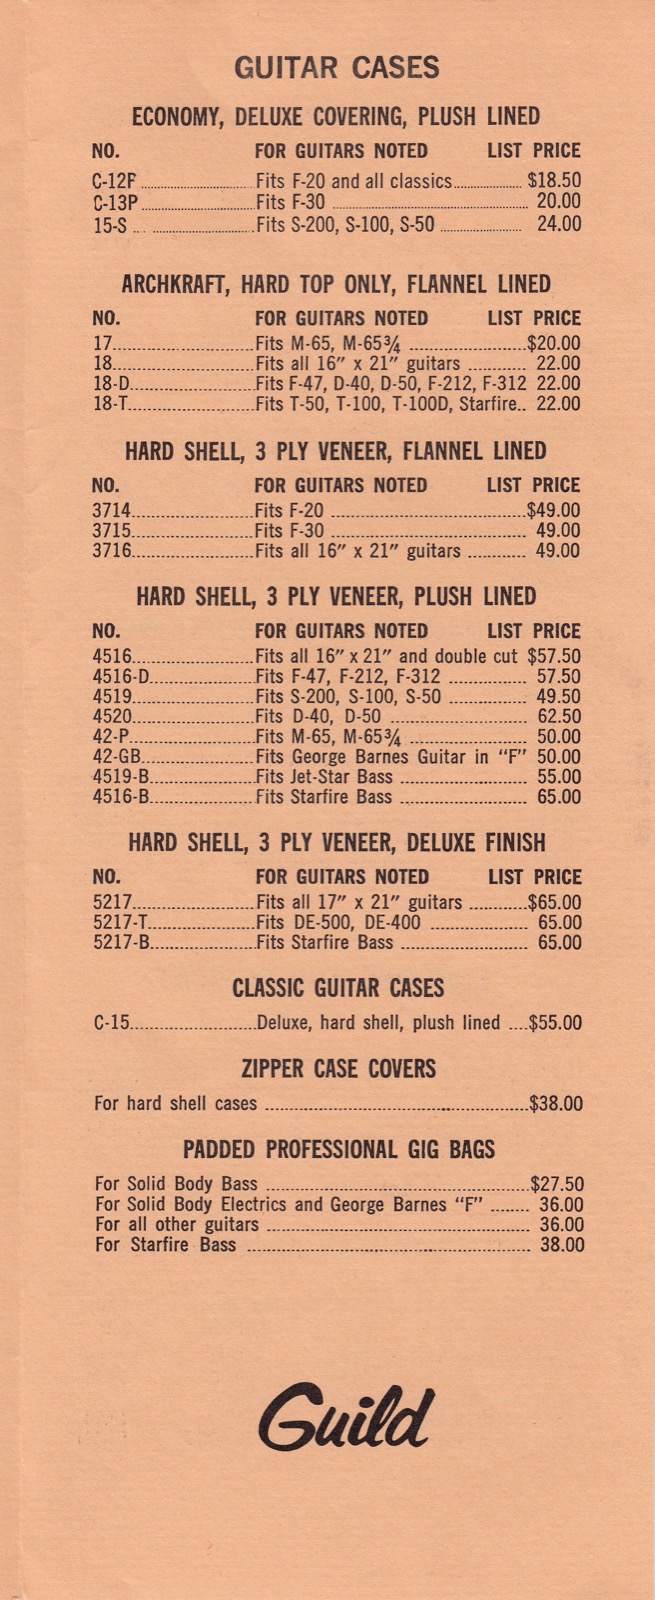 GUITAR CASES
ECONOMY, DELUXE COVERING, PLUSH LINED
NO. FOR GUITARS NOTED LIST PRICE
C-12P Fits F-20 and all classics $18.50
C-13P Fits F-30 20.00
15-S Fits S-200, S-100, S-50 24.00
ARCHKRAFT, HARD TOP ONLY, FLANNEL LINED
NO. FOR GUITARS NOTED LIST PRICE
17 Fits M-65, M-65¾ $20.00
18 Fits all 16” x 21” guitars 22.00
18-D Fits F-47, D-40, D-50, F-212, F-312 22.00
18-T Fits T-50, T-100, T-100D, Starfire 22.00
HARD SHELL, 3 PLY VENEER, FLANNEL LINED
NO. FOR GUITARS NOTED LIST PRICE
3714 Fits F-20 $49.00
3715 Fits F-30 49.00
3716 Fits all 16” x 21” guitars 49.00
HARD SHELL, 3 PLY VENEER, PLUSH LINED
NO. FOR GUITARS NOTED LIST PRICE
4516 Fits all 16” x 21” and double cut $57.50
4516-D Fits F-47, F-212, F-312 57.50
4519 Fits S-200, S-100, S-50 49.50
4520 Fits D-40, D-50 62.50
42-P Fits M-65, M-65¾ 50.00
42-GB Fits George Barnes Guitar in “F” 50.00
4519-B Fits Jet-Star Bass 55.00
4516-B Fits Starfire Bass 65.00
HARD SHELL, 3 PLY VENEER, DELUXE FINISH
NO. FOR GUITARS NOTED LIST PRICE
5217 Fits all 17” x 21” guitars $65.00
5217-T Fits DE-500, DE-400 65.00
5217-B Fits Starfire Bass 65.00
CLASSIC GUITAR CASES
C-15 Deluxe, hard shell, plush lined $55.00
ZIPPER CASE COVERS
For hard shell cases $38.00
PADDED PROFESSIONAL GIG BAGS
For Solid Body Bass $27.50
For Solid Body Electrics and George Barnes “F” 36.00
For all other guitars 36.00
For Starfire Bass 38.00
Guild